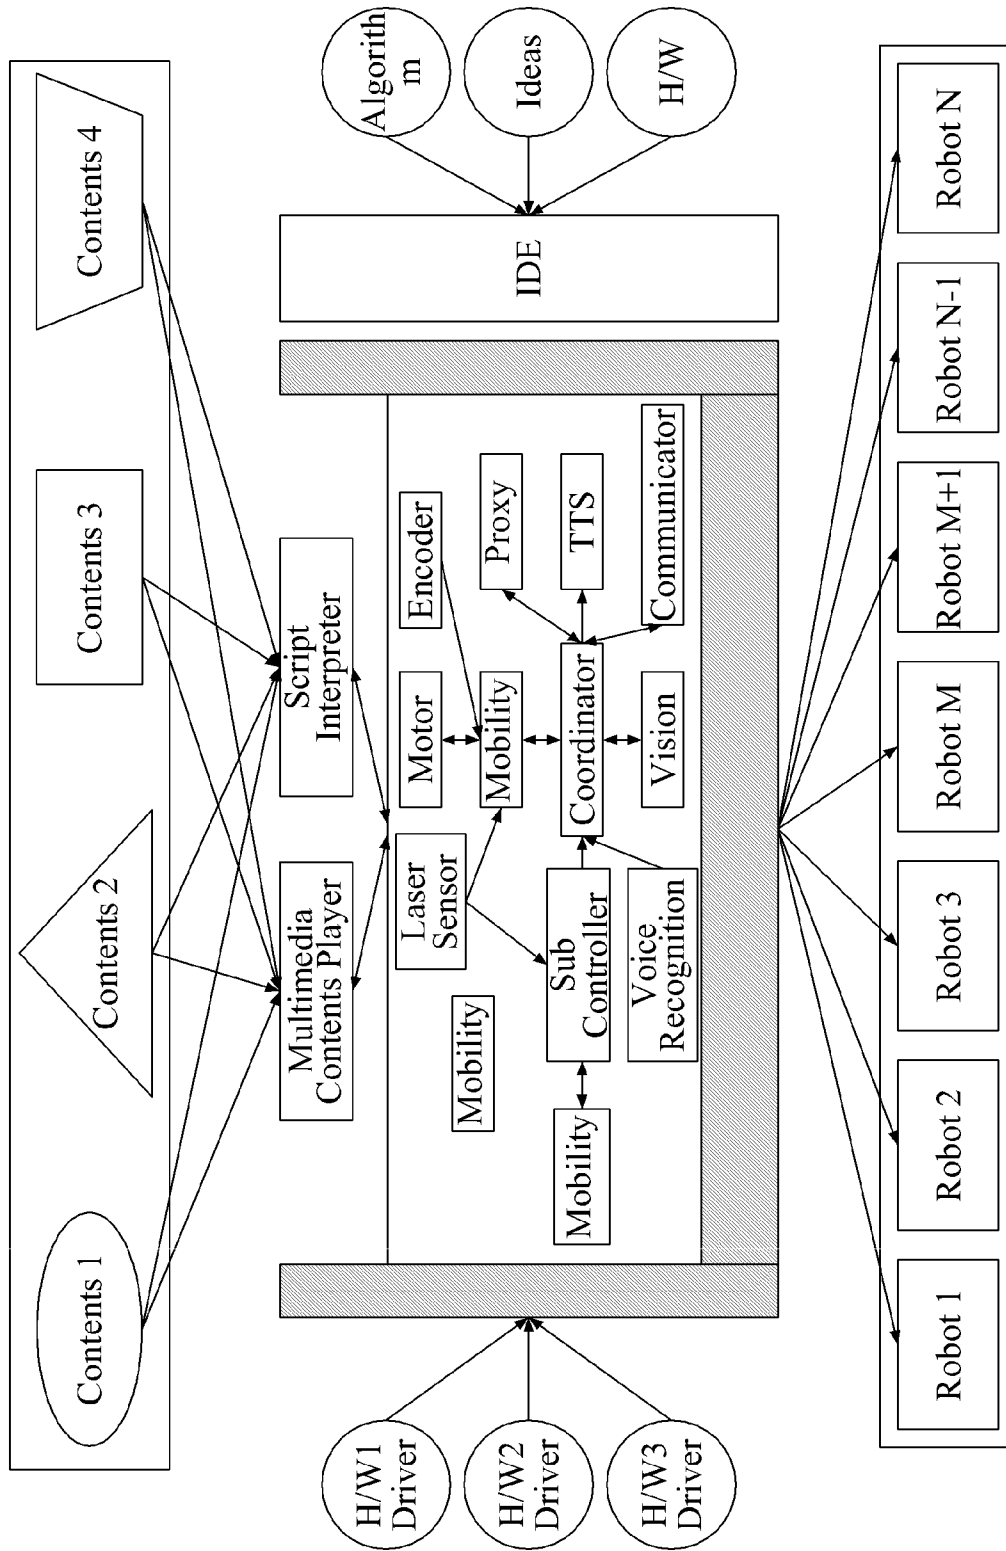 Contents 1
Contents 2
Contents 3
Contents 4
Multimedia
Contents Player
Script
Interpreter
H/W1
Driver
H/W2
Driver
H/W3
Driver
Laser
Sensor
Motor
Encoder
Mobility
Mobility
Proxy
Mobility
Sub
Controller
Coordinator
TTS
Voice
Recognition
Vision
Communicator
IDE
Algorith
m
Ideas
H/W
Robot 1
Robot 2
Robot 3
Robot M
Robot M+1
Robot N-1
Robot N